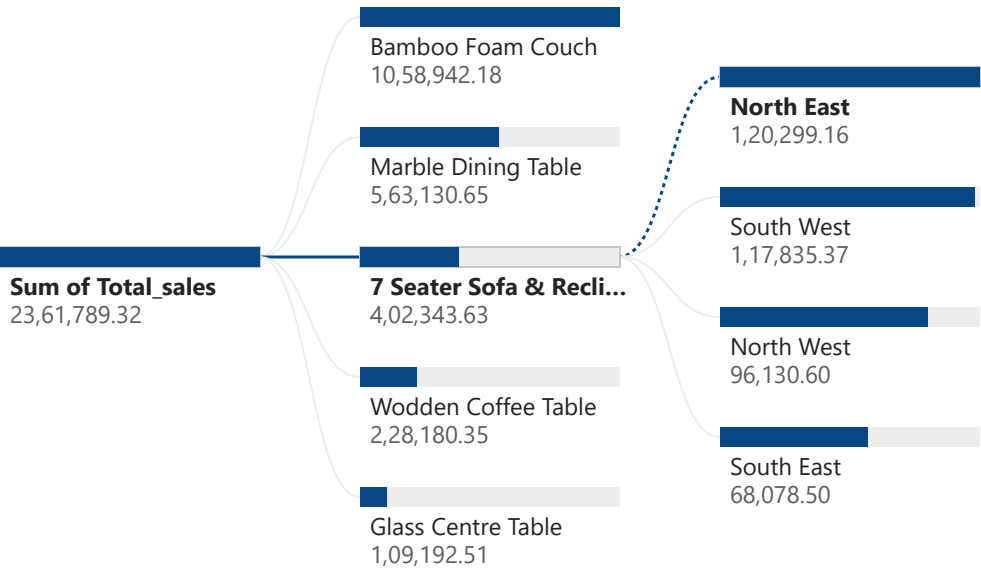 Sum of Total_sales
23,61,789.32
Bamboo Foam Couch
10,58,942.18
Marble Dining Table
5,63,130.65
7 Seater Sofa & Recli...
4,02,343.63
Wodden Coffee Table
2,28,180.35
Glass Centre Table
1,09,192.51
North East
1,20,299.16
South West
1,17,835.37
North West
96,130.60
South East
68,078.50